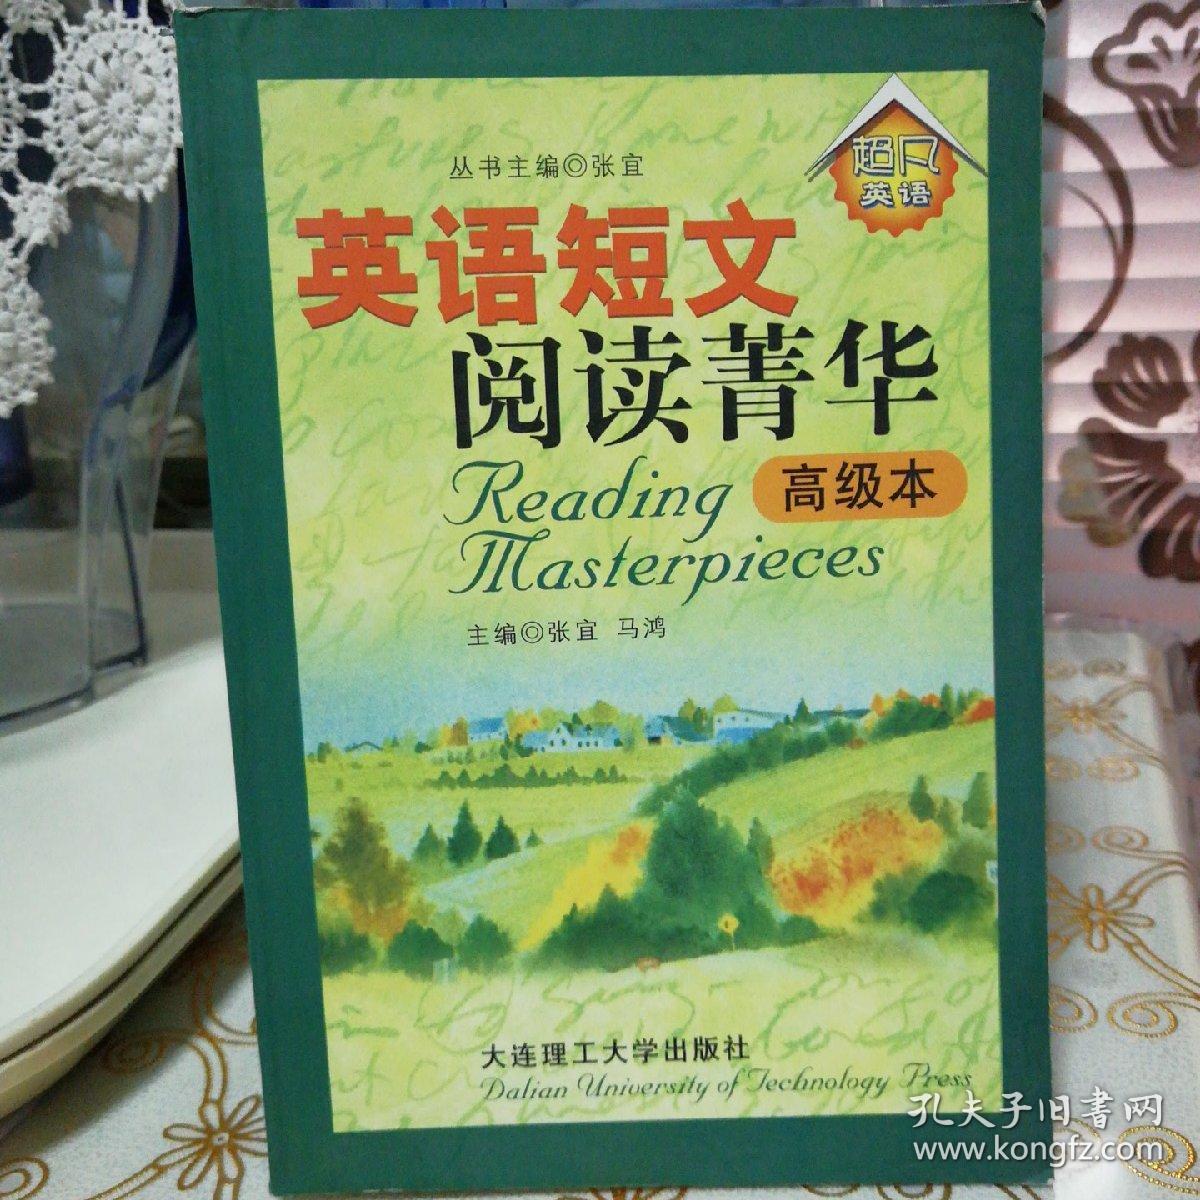 丛书主编◎张宜
超凡
英语
英语短文
阅读菁华
Reading
高级本
Masterpieces
主编◎张宜 马鸿
大连理工大学出版社
Dalian University of Technology Press
孔夫子旧书网
www.kongfz.com